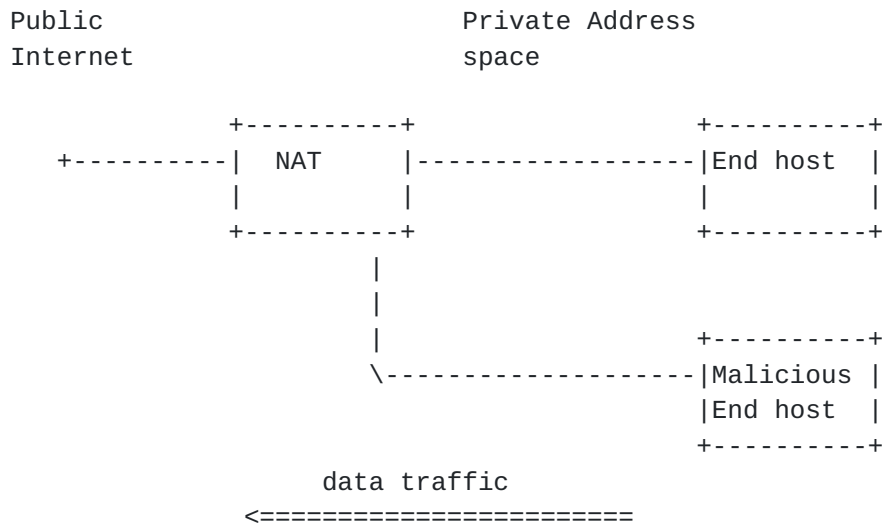 Public Private Address
Internet space
NAT End host
Malicious
End host
data traffic